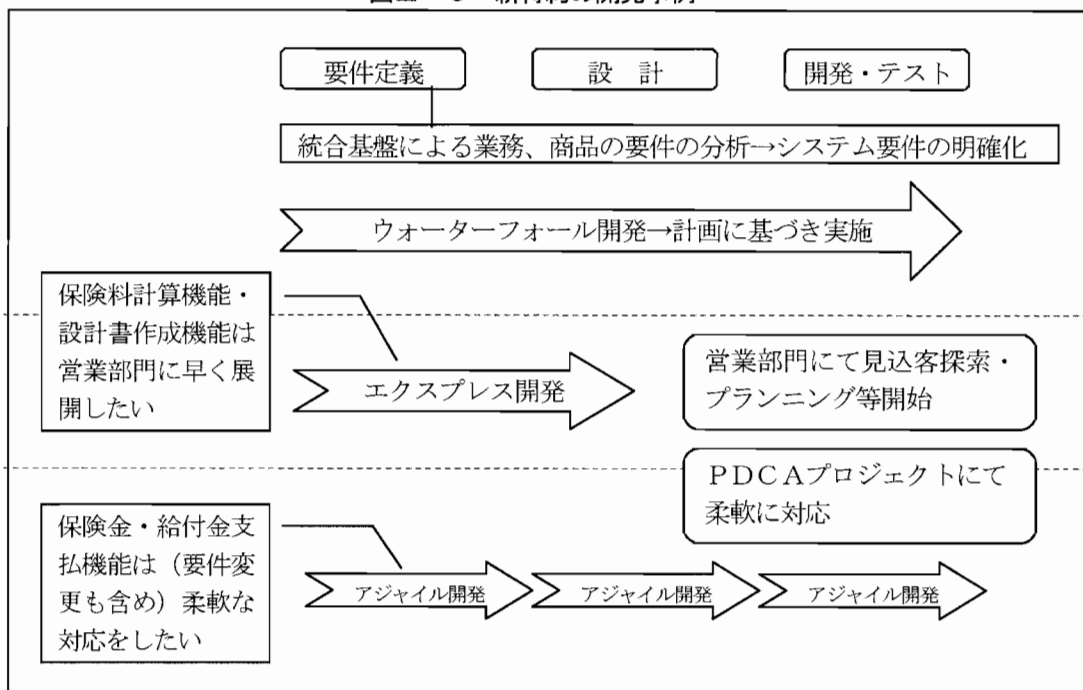 要件定義
設 計
開発・テスト
統合基盤による業務、商品の要件の分析→システム要件の明確化
ウォーターフォール開発→計画に基づき実施
保険料計算機能・
設計書作成機能は
営業部門に早く展
開したい
エクスプレス開発
営業部門にて見込客探索・
プランニング等開始
PDCAプロジェクトにて
柔軟に対応
保険金・給付金支
払機能は(要件変
更も含め)柔軟な
対応をしたい
アジャイル開発
アジャイル開発
アジャイル開発